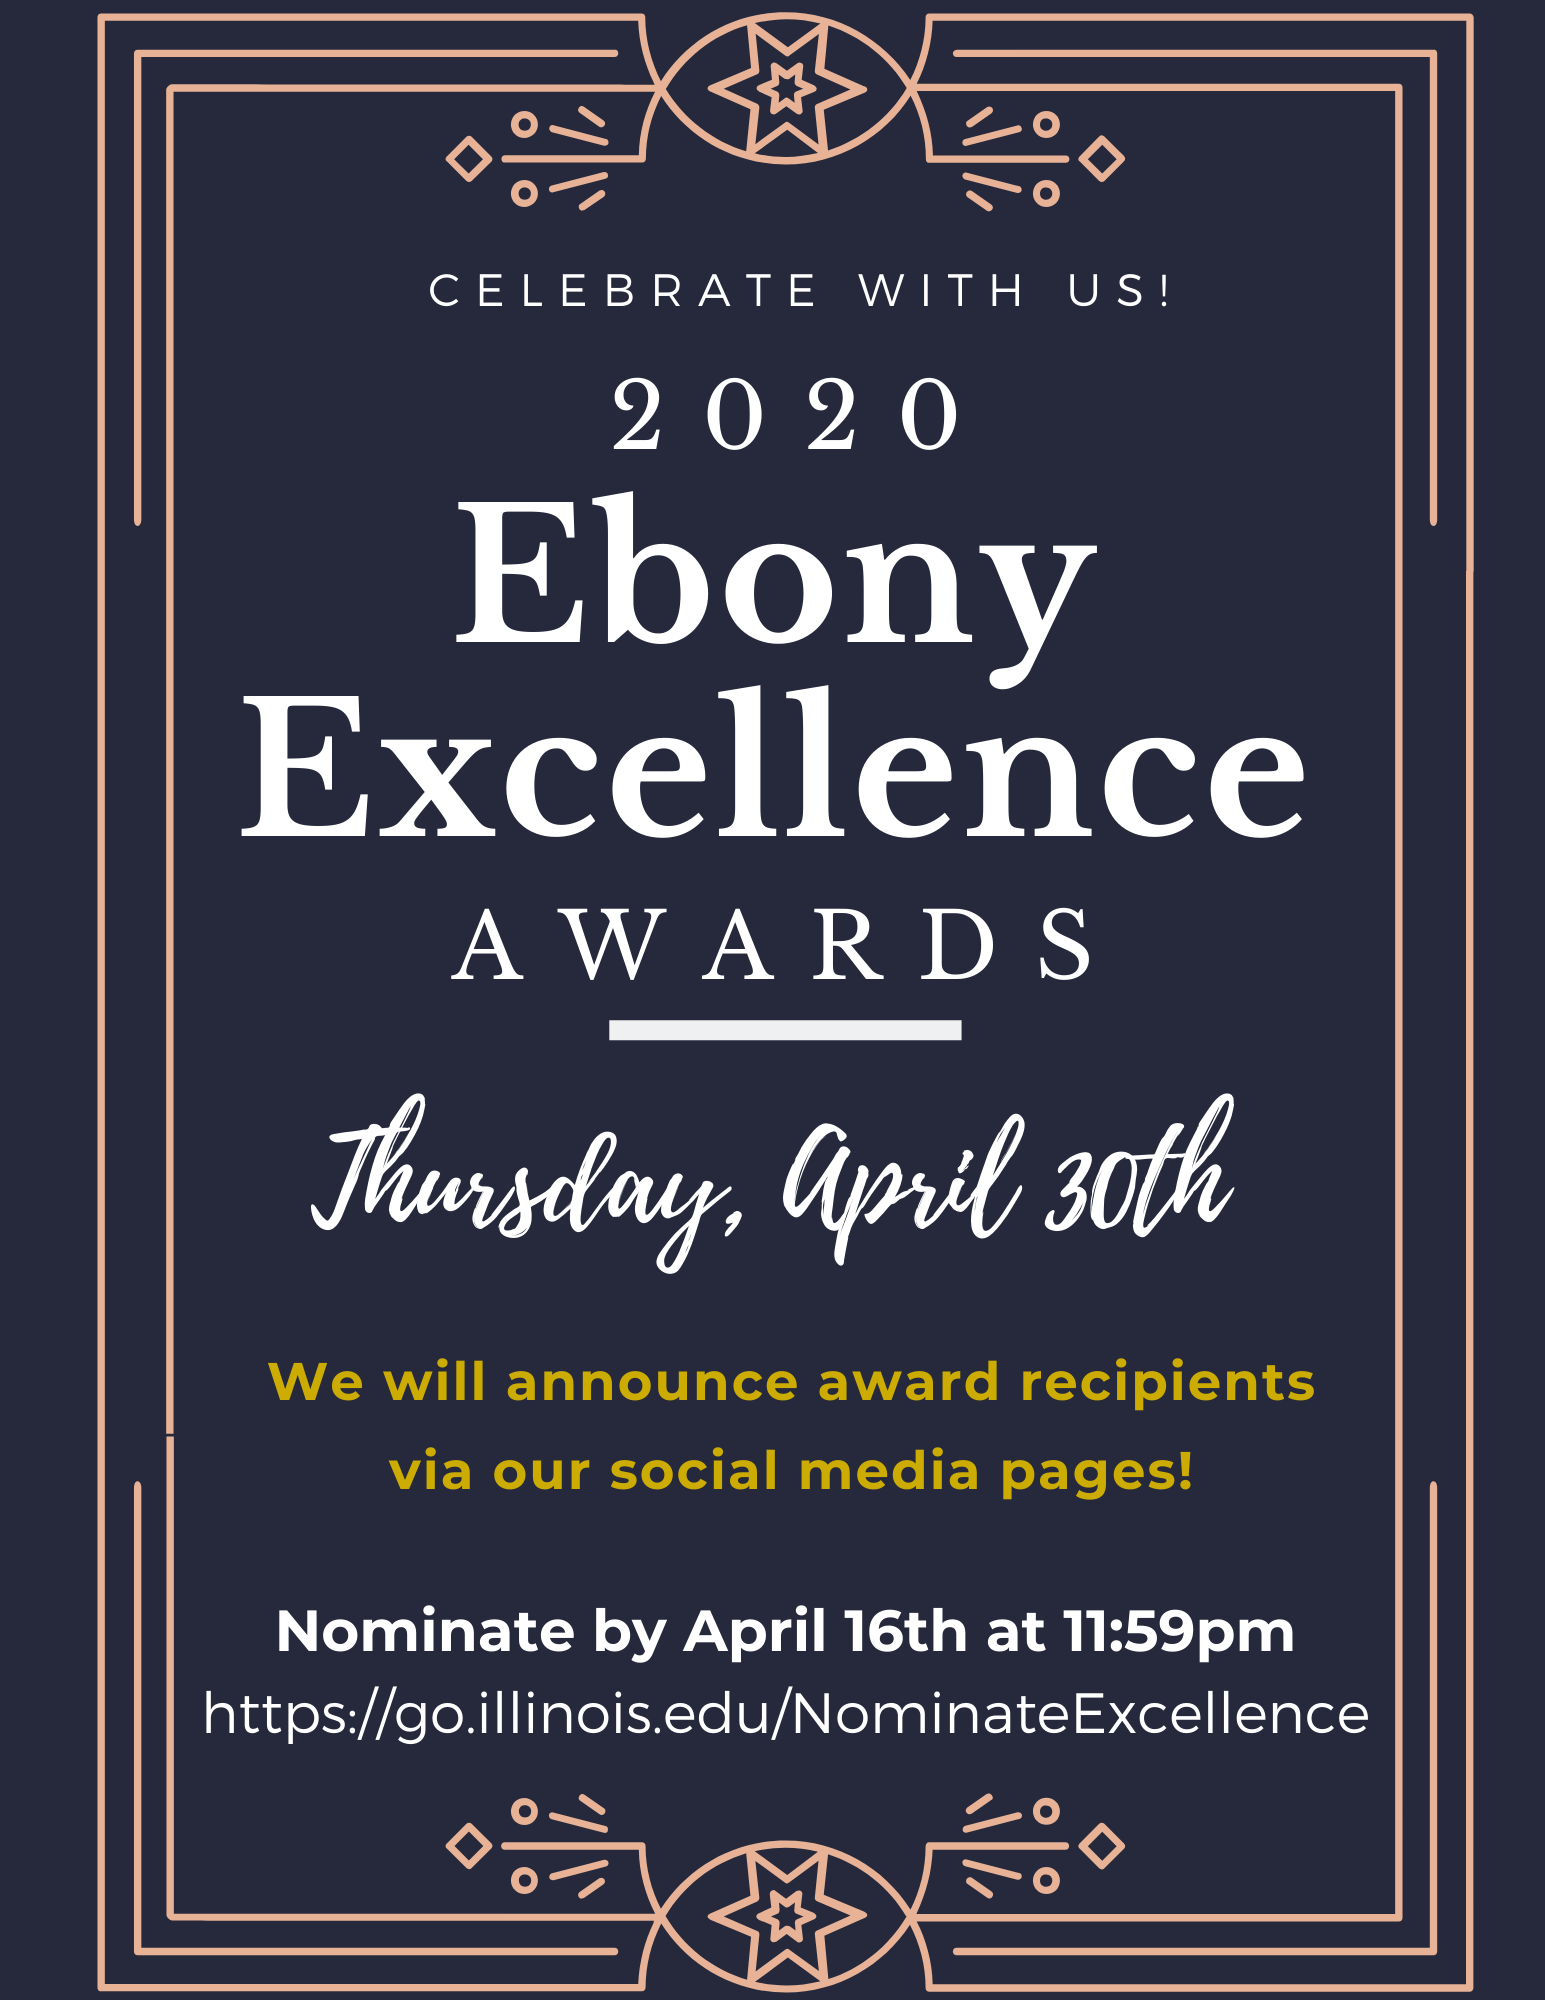 CELEBRATE WITH US!
2020
Ebony
Excellence
AWARDS
Thursday, April 30th
We will announce award recipients
via our social media pages!
Nominate by April 16th at 11:59pm
https://go.illinois.edu/NominateExcellence